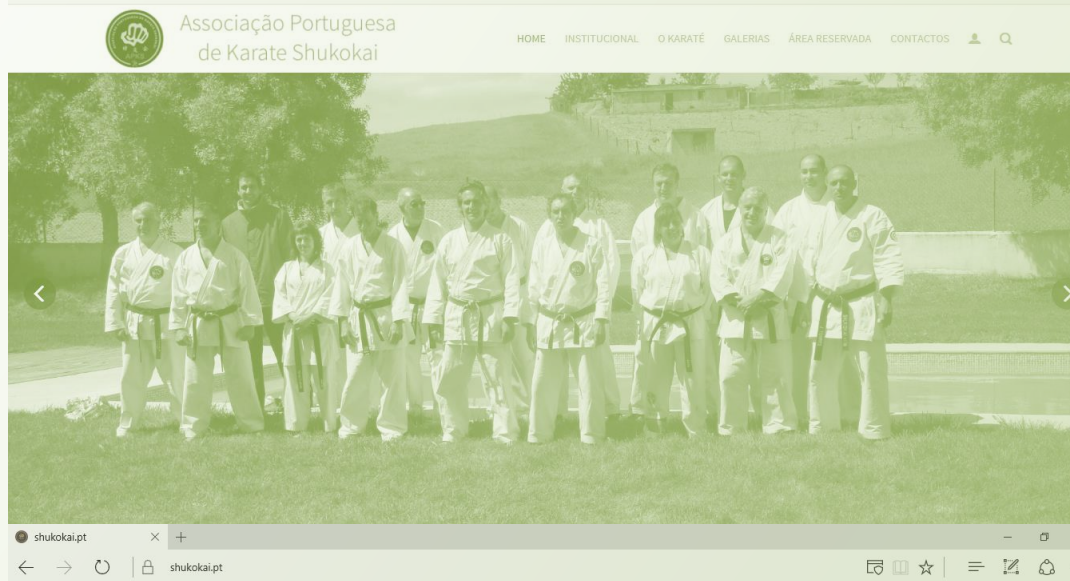 Associação Portuguesa
de Karate Shukokai
HOME INSTITUCIONAL O KARATÉ GALERIAS ÁREA RESERVADA CONTACTOS
shukokai.pt
shukokai.pt